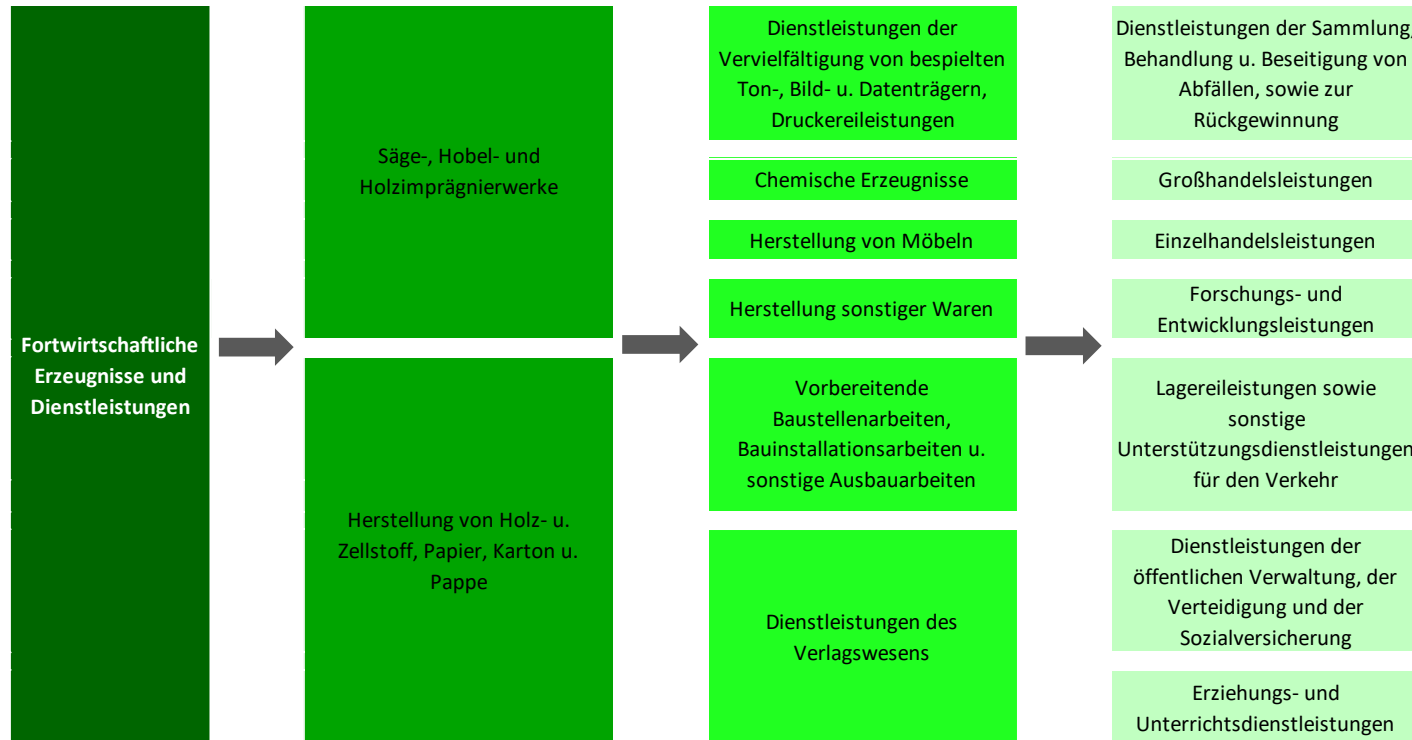 Fortwirtschaftliche
Erzeugnisse und
Dienstleistungen
Säge-, Hobel- und
Holzimprägnierwerke
Herstellung von Holz- u.
Zellstoff, Papier, Karton u.
Pappe
Dienstleistungen der
Vervielfältigung von bespielten
Ton-, Bild- u. Datenträgern,
Druckereileistungen
Chemische Erzeugnisse
Herstellung von Möbeln
Herstellung sonstiger Waren
Vorbereitende
Baustellenarbeiten,
Bauinstallationsarbeiten u.
sonstige Ausbauarbeiten
Dienstleistungen des
Verlagswesens
Dienstleistungen der Sammlung,
Behandlung u. Beseitigung von
Abfällen, sowie zur
Rückgewinnung
Großhandelsleistungen
Einzelhandelsleistungen
Forschungs- und
Entwicklungsleistungen
Lagereileistungen sowie
sonstige
Unterstützungsdienstleistungen
für den Verkehr
Dienstleistungen der
öffentlichen Verwaltung, der
Verteidigung und der
Sozialversicherung
Erziehungs- und
Unterrichtsdienstleistungen